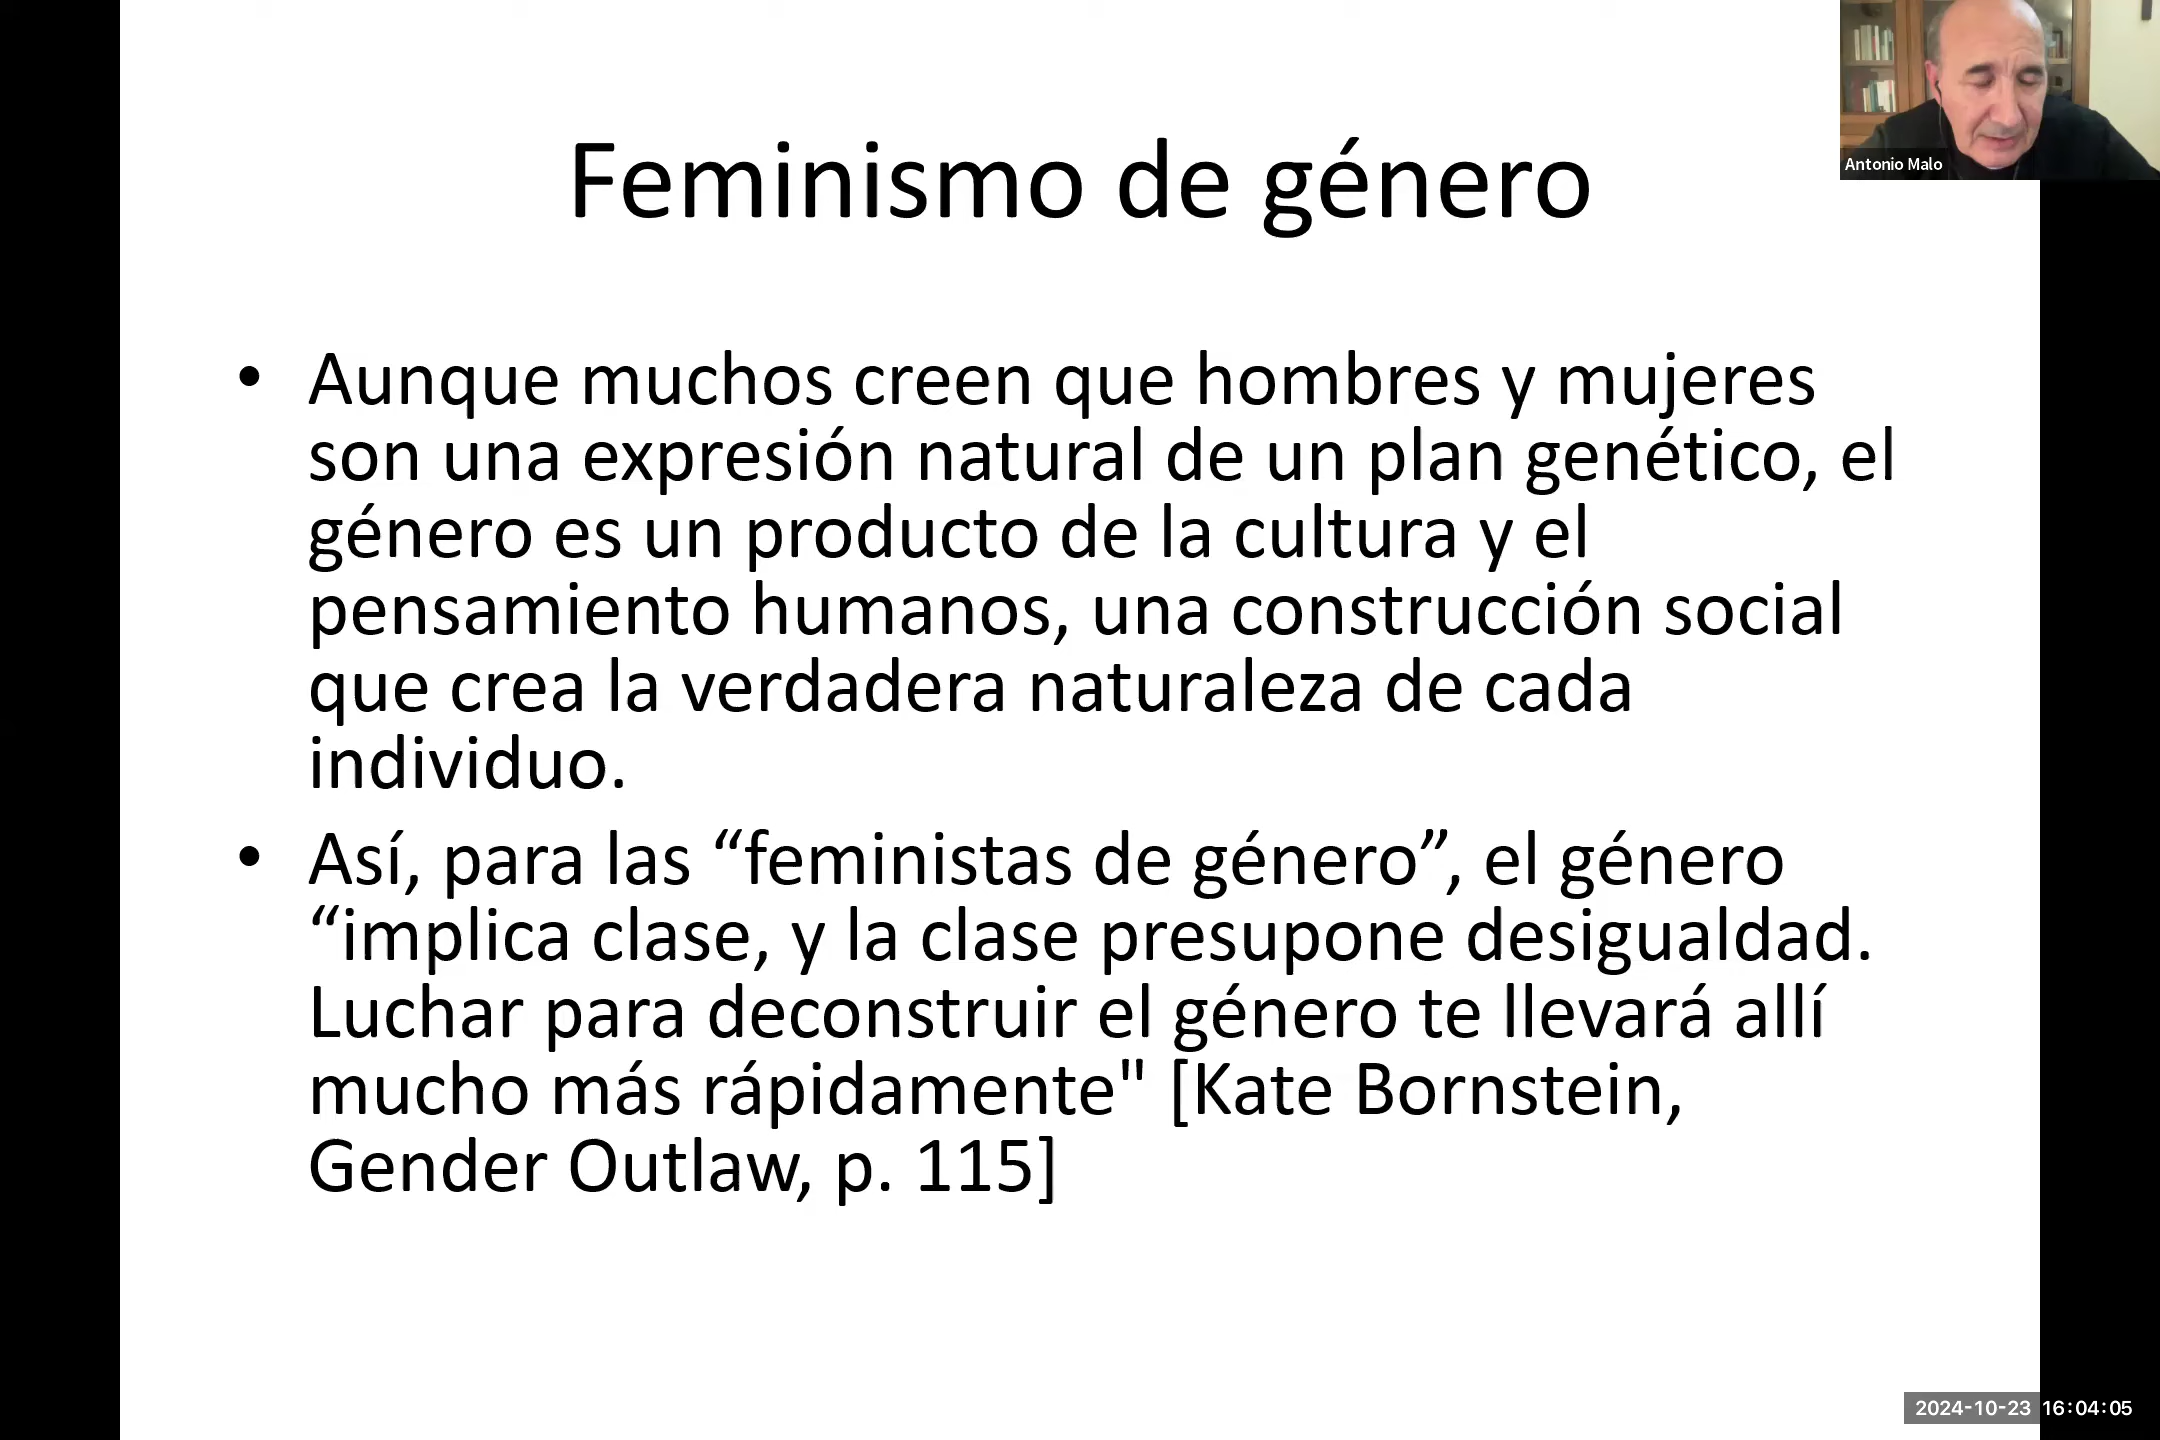 Feminismo de género
Antonio Malo
• Aunque muchos creen que hombres y mujeres
son una expresión natural de un plan genético, el
género es un producto de la cultura y el
pensamiento humanos, una construcción social
que crea la verdadera naturaleza de cada
individuo.
• Así, para las “feministas de género”, el género
“implica clase, y la clase presupone desigualdad.
Luchar para deconstruir el género te llevará allí
mucho más rápidamente" [Kate Bornstein,
Gender Outlaw, p. 115]
2024-10-23 16:04:05